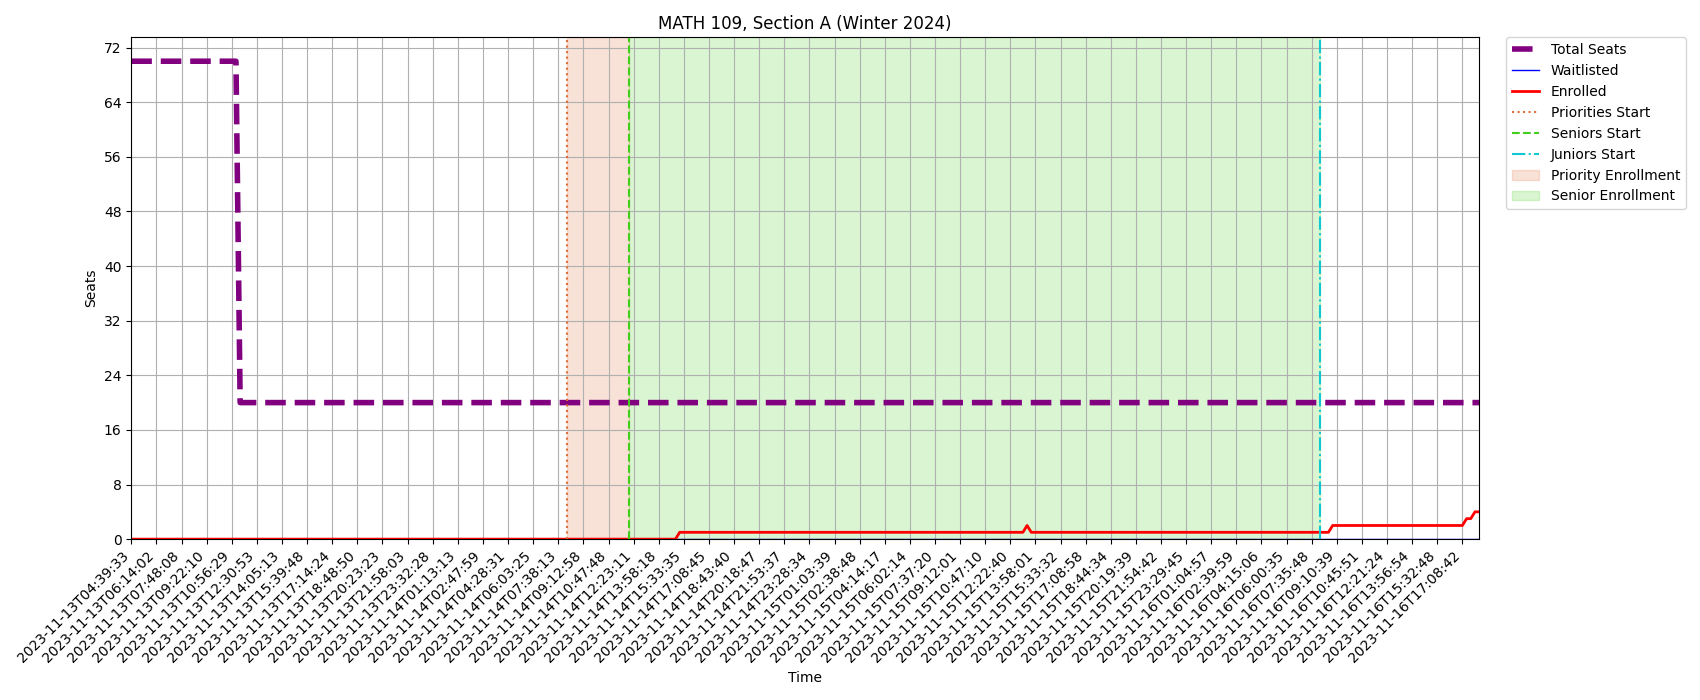 MATH 109, Section A (Winter 2024)
72
64
56
48
40
32
24
16
8
0
Seats
2023-11-13T04:39:33
2023-11-13T06:14:02
2023-11-13T07:48:08
2023-11-13T09:22:10
2023-11-13T10:56:29
2023-11-13T12:30:53
2023-11-13T14:05:13
2023-11-13T15:39:48
2023-11-13T17:14:24
2023-11-13T18:48:50
2023-11-13T20:23:23
2023-11-13T21:58:03
2023-11-13T23:32:28
2023-11-14T01:13:13
2023-11-14T02:47:59
2023-11-14T04:28:31
2023-11-14T06:03:25
2023-11-14T07:38:13
2023-11-14T09:12:58
2023-11-14T10:47:48
2023-11-14T12:23:11
2023-11-14T13:58:18
2023-11-14T15:33:35
2023-11-14T17:08:45
2023-11-14T18:43:40
2023-11-14T20:18:47
2023-11-14T21:53:37
2023-11-14T23:28:34
2023-11-15T01:03:39
2023-11-15T02:38:48
2023-11-15T04:14:17
2023-11-15T06:02:14
2023-11-15T07:37:20
2023-11-15T09:12:01
2023-11-15T10:47:10
2023-11-15T12:22:40
2023-11-15T13:58:01
2023-11-15T15:33:32
2023-11-15T17:08:58
2023-11-15T18:44:34
2023-11-15T20:19:39
2023-11-15T21:54:42
2023-11-15T23:29:45
2023-11-16T01:04:57
2023-11-16T02:39:59
2023-11-16T04:15:06
2023-11-16T06:00:35
2023-11-16T07:35:48
2023-11-16T09:10:39
2023-11-16T10:45:51
2023-11-16T12:21:24
2023-11-16T13:56:54
2023-11-16T15:32:48
2023-11-16T17:08:42
Time
Total Seats
Waitlisted
Enrolled
Priorities Start
Seniors Start
Juniors Start
Priority Enrollment
Senior Enrollment